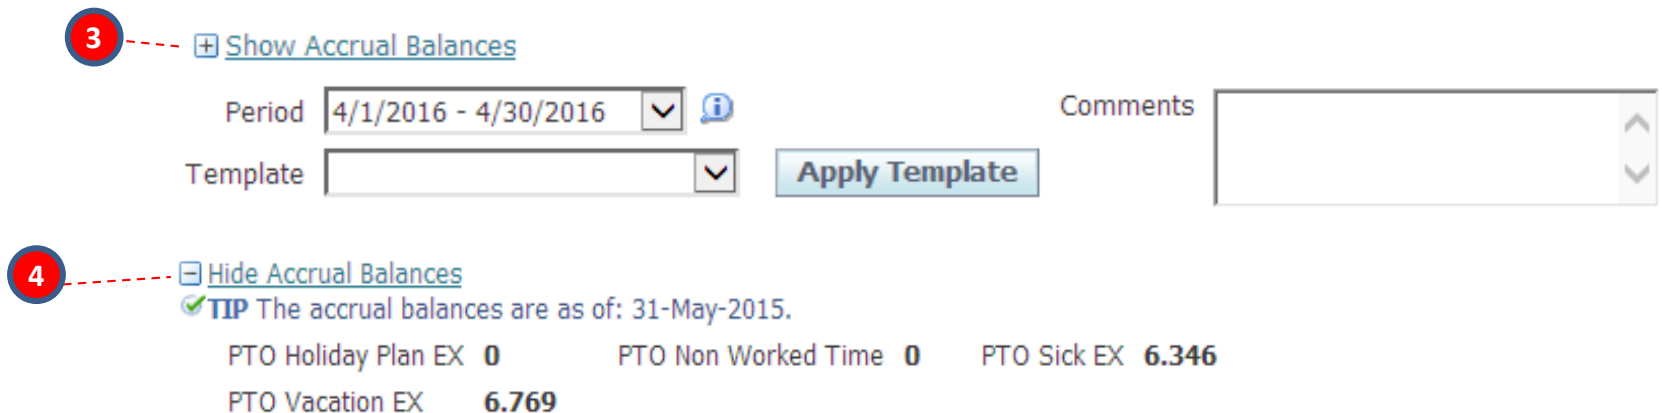 3 Show Accrual Balances
Period 4/1/2016 - 4/30/2016 Comments
Template Apply Template
4 Hide Accrual Balances
TIP The accrual balances are as of: 31-May-2015.
PTO Holiday Plan EX 0 PTO Non Worked Time 0 PTO Sick EX 6.346
PTO Vacation EX 6.769